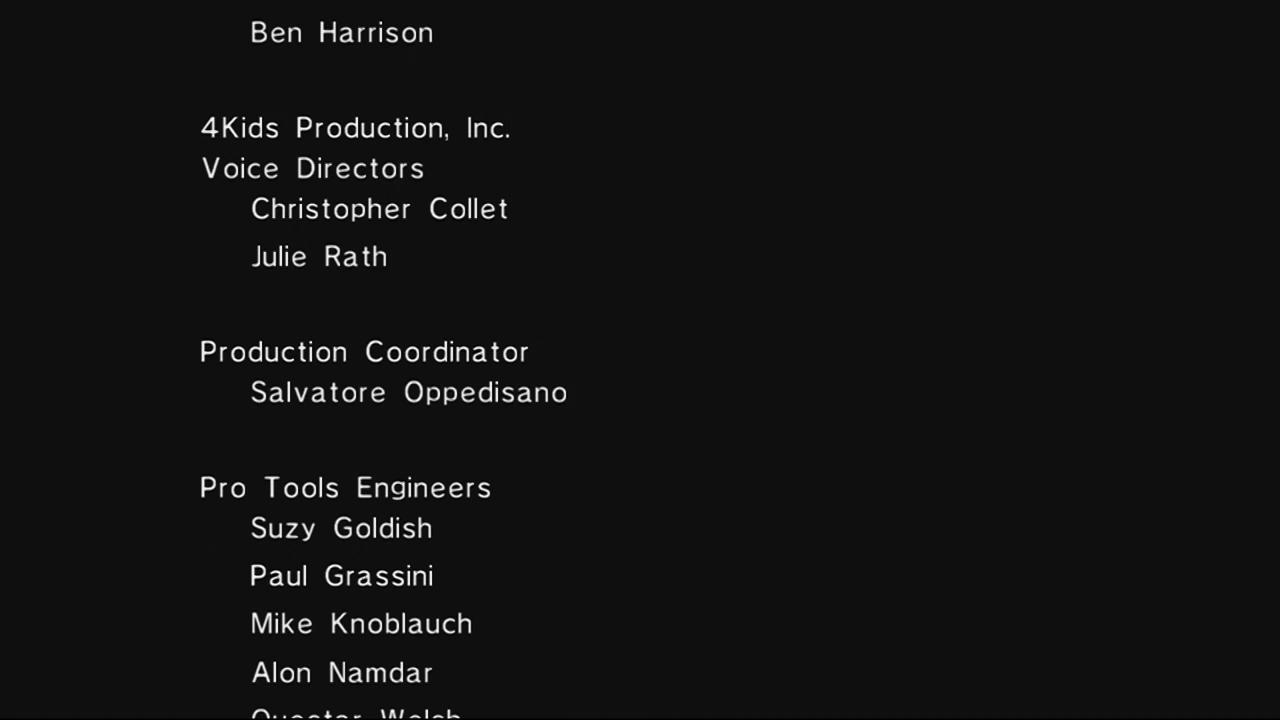 Ben Harrison
4Kids Production, Inc.
Voice Directors
Christopher Collet
Julie Rath
Production Coordinator
Salvatore Oppedisano
Pro Tools Engineers
Suzy Goldish
Paul Grassini
Mike Knoblauch
Alon Namdar